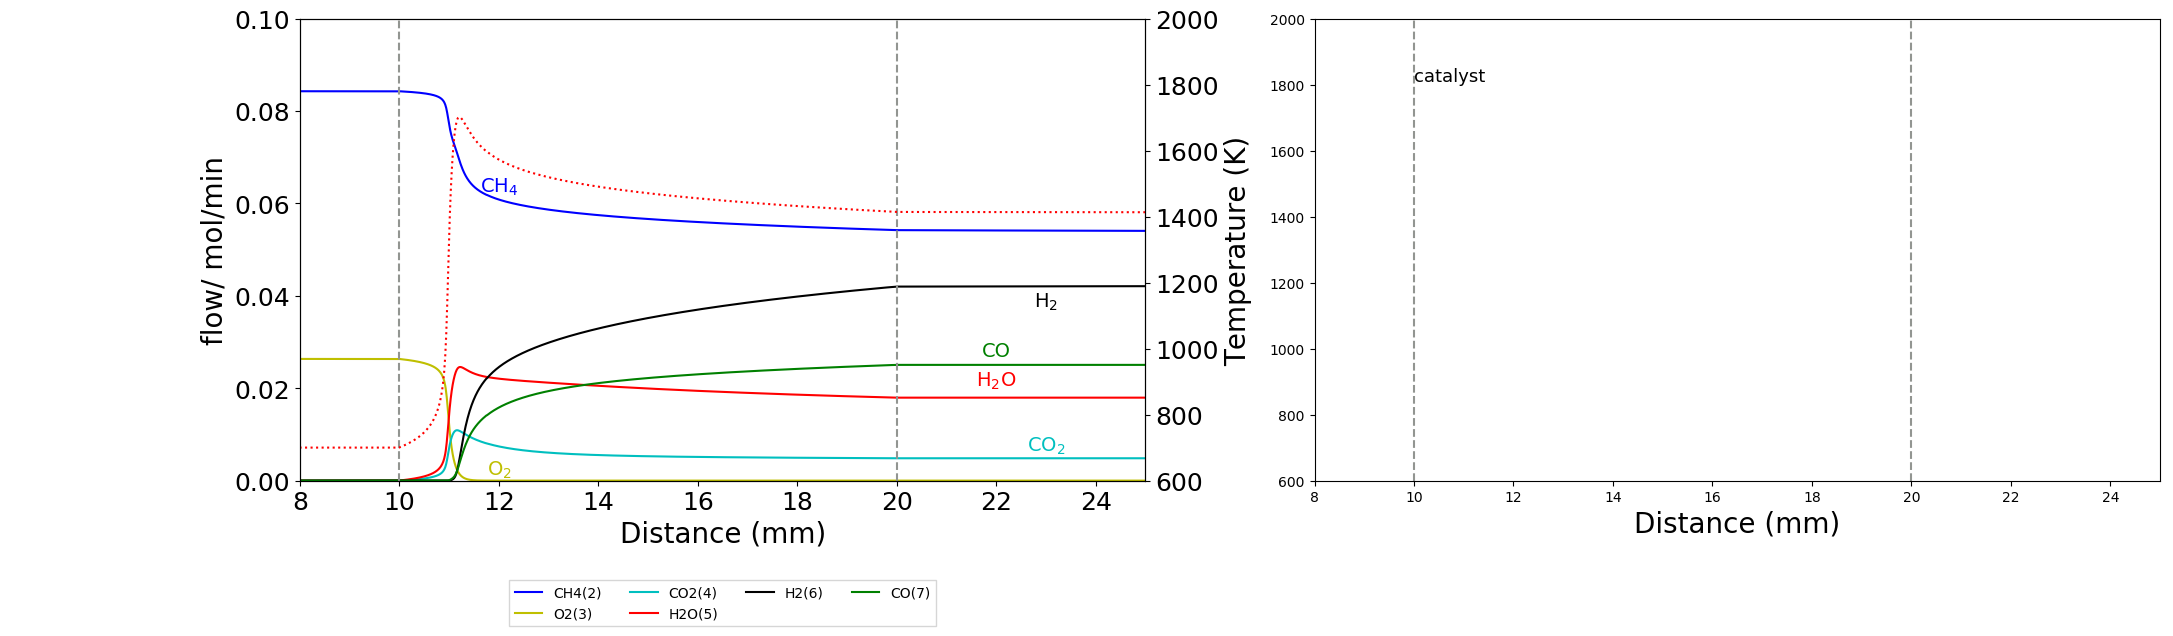 0.10
0.08
0.06
0.04
0.02
0.00
flow/ mol/min
8 10 12 14 16 18 20 22 24
Distance (mm)
2000
1800
1600
1400
1200
1000
800
600
Temperature (K)
CH₄
H₂
CO
H₂O
CO₂
O₂
CH4(2) CO2(4) H2(6) CO(7)
O2(3) H2O(5)
2000
1800
1600
1400
1200
1000
800
600
catalyst
8 10 12 14 16 18 20 22 24
Distance (mm)